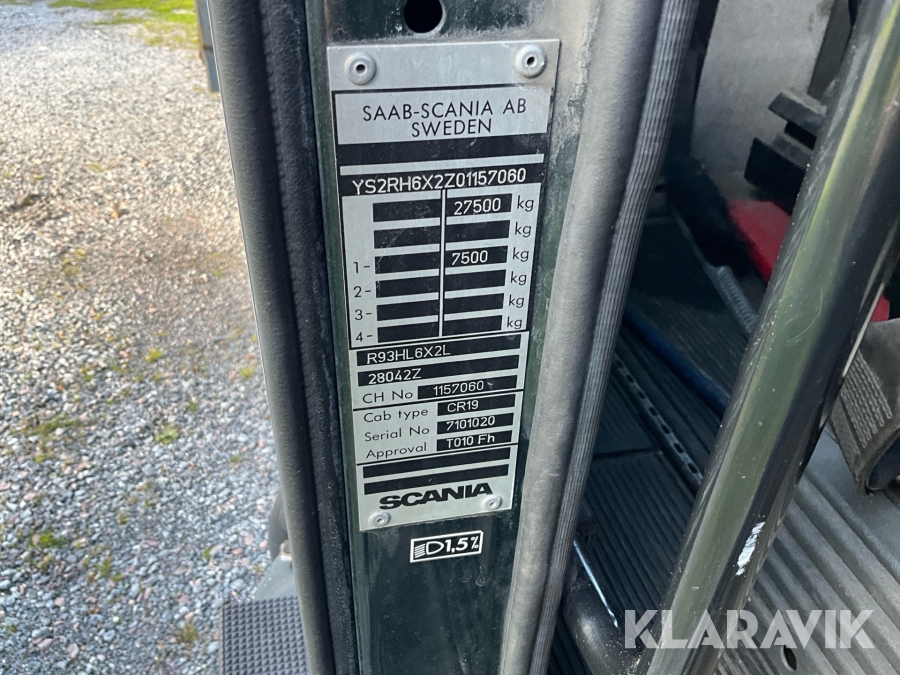 SAAB-SCANIA AB
SWEDEN
YS2RH6X2Z01157060
27500 kg
kg
1- 7500 kg
2- kg
3- kg
4- kg
R93HL6X2L
28042Z
CH No 1157060
Cab type CR19
Serial No 7101020
Approval T010 Fh
SCANIA
1,5%
KLARAVIK